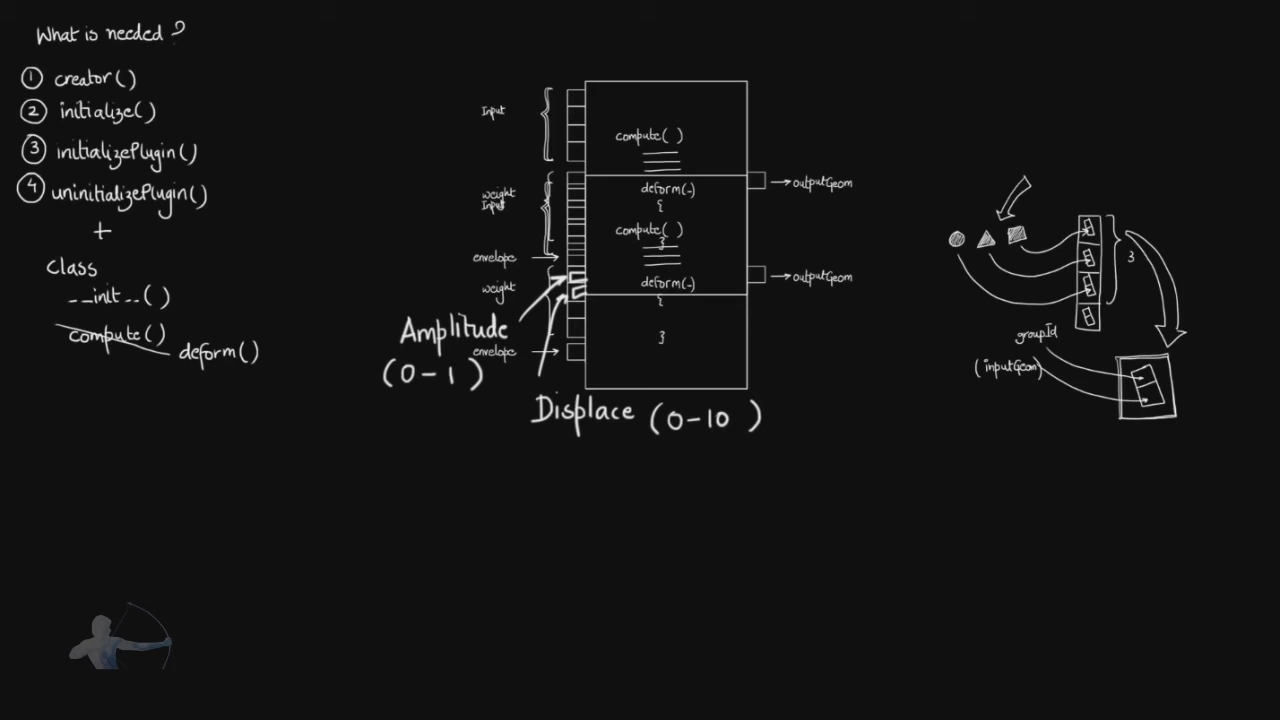 What is needed ?
① creator()
② initialize()
③ initializePlugin()
④ uninitializePlugin()
+
Class
__init__()
compute()
deform()
Input
compute()
weight
Input
deform(-)
{
outputGeom
compute()
}
envelope
outputGeom
weight
deform(-)
{
Amplitude
(0-1)
}
envelope
Displace (0-10)
3
groupId
(inputGeom)